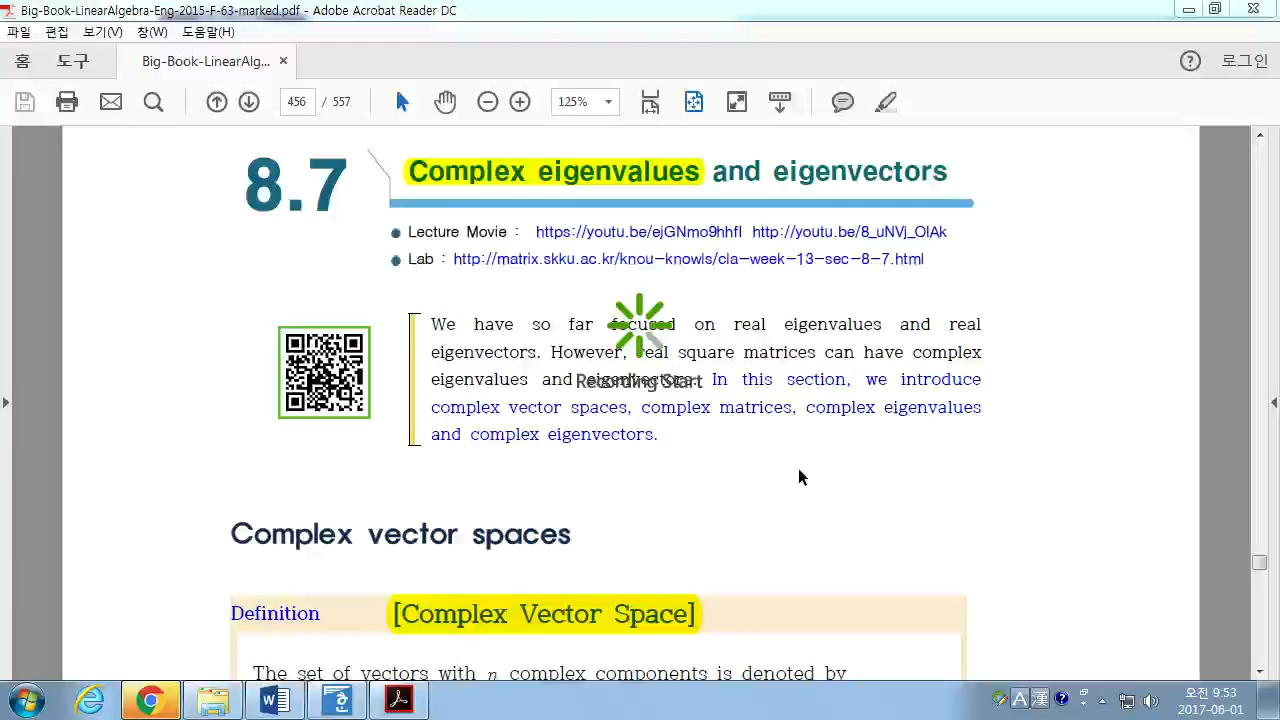 Big-Book-LinearAlgebra-Eng-2015-F-63-marked.pdf - Adobe Acrobat Reader DC
파일 편집 보기(V) 창(W) 도움말(H)
홈 도구 Big-Book-LinearAlg... × ? 로그인
456 / 557 125%
8.7 Complex eigenvalues and eigenvectors
● Lecture Movie : https://youtu.be/ejGNmo9hhfI http://youtu.be/8_uNVj_OIAk
● Lab : http://matrix.skku.ac.kr/knou-knowls/cla-week-13-sec-8-7.html
We have so far focused on real eigenvalues and real
eigenvectors. However, real square matrices can have complex
eigenvalues and eigenvectors. In this section, we introduce
Recording Start
complex vector spaces, complex matrices, complex eigenvalues
and complex eigenvectors.
Complex vector spaces
Definition [Complex Vector Space]
The set of vectors with n complex components is denoted by
A 漢 ? 오전 9:53
2017-06-01